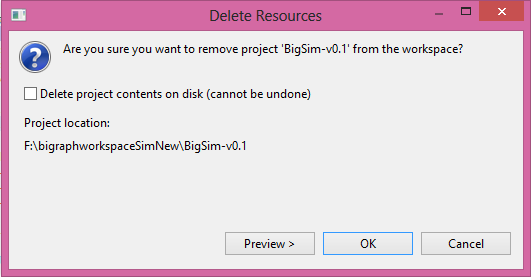 Delete Resources
Are you sure you want to remove project 'BigSim-v0.1' from the workspace?
Delete project contents on disk (cannot be undone)
Project location:
F:\bigraphworkspaceSimNew\BigSim-v0.1
Preview > OK Cancel